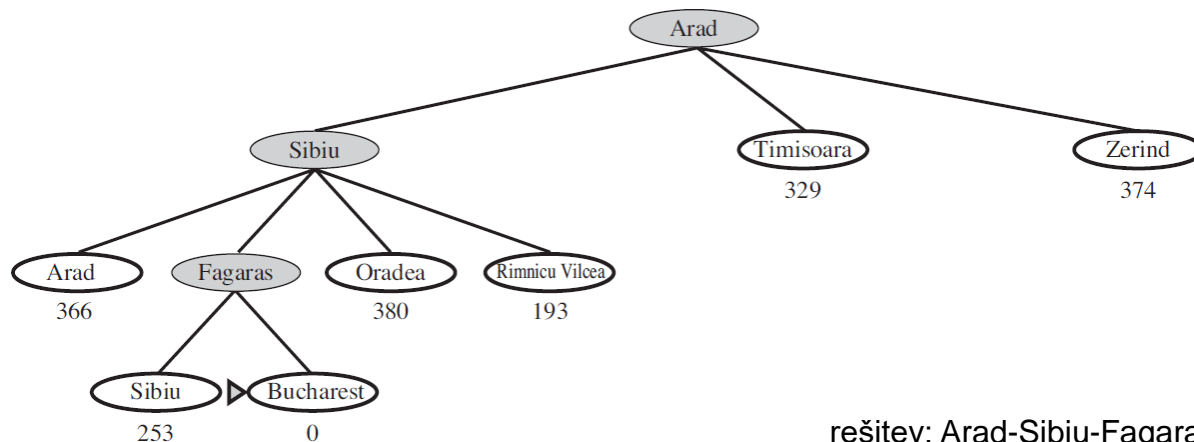 Arad
Sibiu
Timisoara
Zerind
329
374
Arad
Fagaras
Oradea
Rimnicu Vilcea
366
380
193
Sibiu
Bucharest
253
0
rešitev: Arad-Sibiu-Fagara